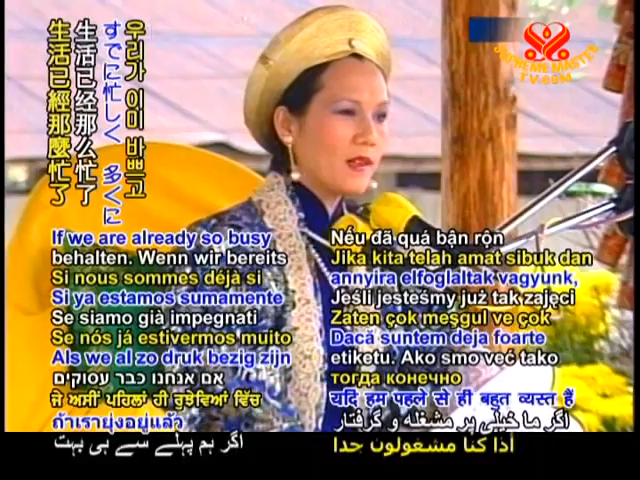 SUPREME MASTER
TV.COM
우리가 이미 바쁘고
すでに忙しく 多くに
生活已经那么忙了
生活已經那麼忙了
If we are already so busy
behalten. Wenn wir bereits
Si nous sommes déjà si
Si ya estamos sumamente
Se siamo già impegnati
Se nós já estivermos muito
Als we al zo druk bezig zijn
אם אנחנו כבר עסוקים
ਜੇ ਅਸੀਂ ਪਹਿਲਾਂ ਹੀ ਰੁਝੇਵਿਆਂ ਵਿੱਚ
ถ้าเรายุ่งอยู่แล้ว
اگر ہم پہلے سے ہی بہت
Nếu đã quá bận rộn
Jika kita telah amat sibuk dan
annyira elfoglaltak vagyunk,
Jeśli jesteśmy już tak zajęci
Zaten çok meşgul ve çok
Dacă suntem deja foarte
etiketu. Ako smo već tako
тогда конечно
यदि हम पहले से ही बहुत व्यस्त हैं
اگر ما خیلی پر مشغله و گرفتار
اذا كنا مشغولون جدا